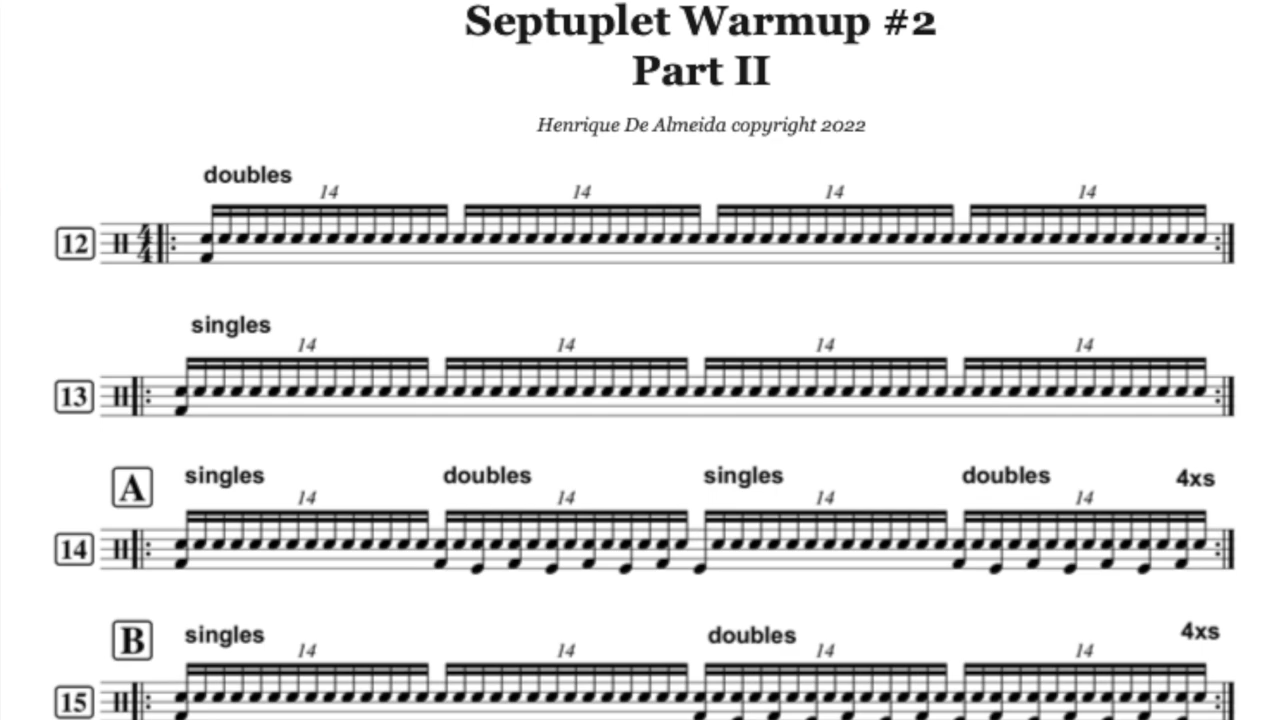 Septuplet Warmup #2
Part II
Henrique De Almeida copyright 2022
doubles
14 14 14 14
12
4
4
singles
14 14 14 14
13
A singles doubles singles doubles 4xs
14 14 14 14
14
B singles doubles 4xs
14 14 14 14
15